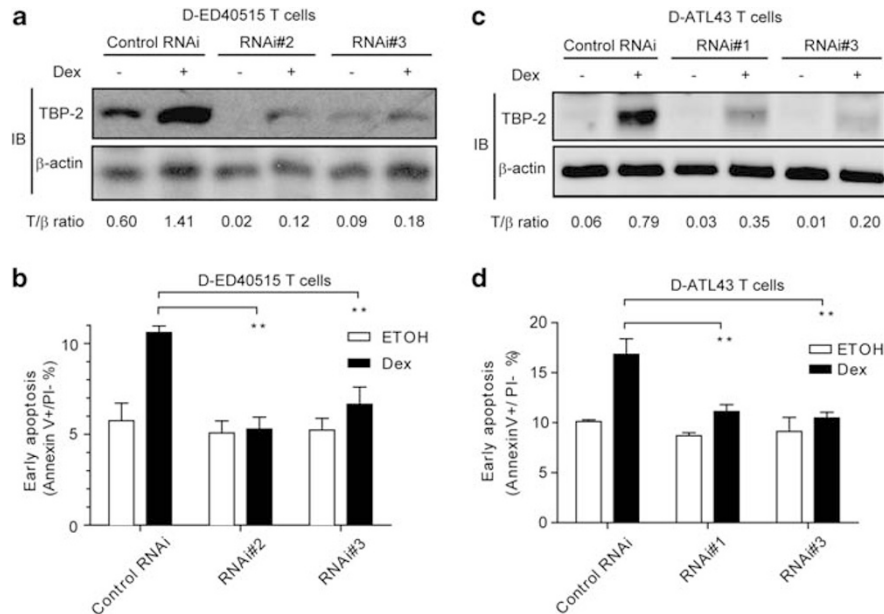 a
D-ED40515 T cells
Control RNAi RNAi#2 RNAi#3
Dex - + - + - +
IB
TBP-2
β-actin
T/β ratio 0.60 1.41 0.02 0.12 0.09 0.18
b
D-ED40515 T cells
** **
ETOH
Dex
Early apoptosis
(Annexin V+/PI- %)
10
5
0
Control RNAi
RNAi#2
RNAi#3
c
D-ATL43 T cells
Control RNAi RNAi#1 RNAi#3
Dex - + - + - +
IB
TBP-2
β-actin
T/β ratio 0.06 0.79 0.03 0.35 0.01 0.20
d
D-ATL43 T cells
** **
ETOH
Dex
Early apoptosis
(AnnexinV+/ PI- %)
20
15
10
5
0
Control RNAi
RNAi#1
RNAi#3